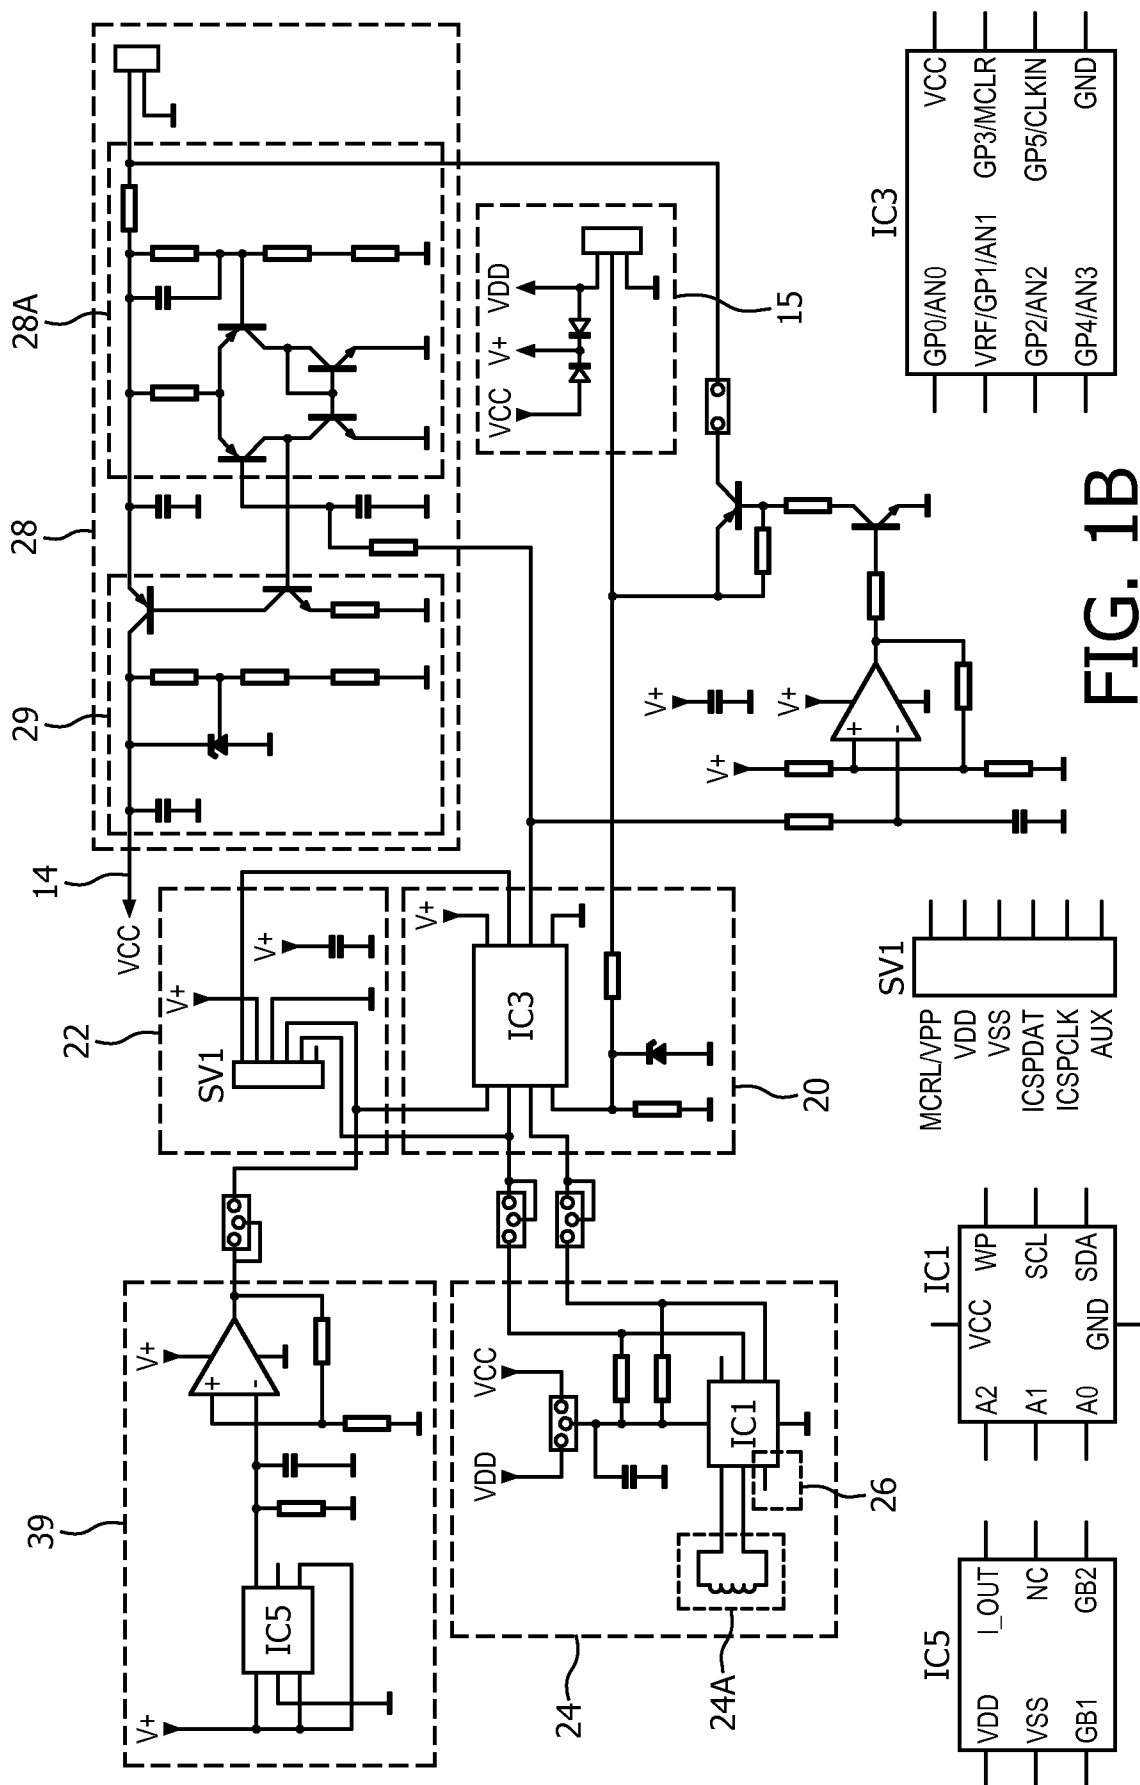 39
22
14
29
28
28A
V+
V+
V+
VCC
SV1
V+
+
-
IC5
V+
IC3
VDD
VCC
VCC
V+
VDD
15
24
24A
IC1
26
20
V+
V+
V+
+
-
IC5
VDD
VSS
GB1
I_OUT
NC
GB2
IC1
A2
A1
A0
VCC
GND
WP
SCL
SDA
SV1
MCRL/VPP
VDD
VSS
ICSPDAT
ICSPCLK
AUX
IC3
GP0/AN0
VRF/GP1/AN1
GP2/AN2
GP4/AN3
VCC
GP3/MCLR
GP5/CLKIN
GND
FIG. 1B